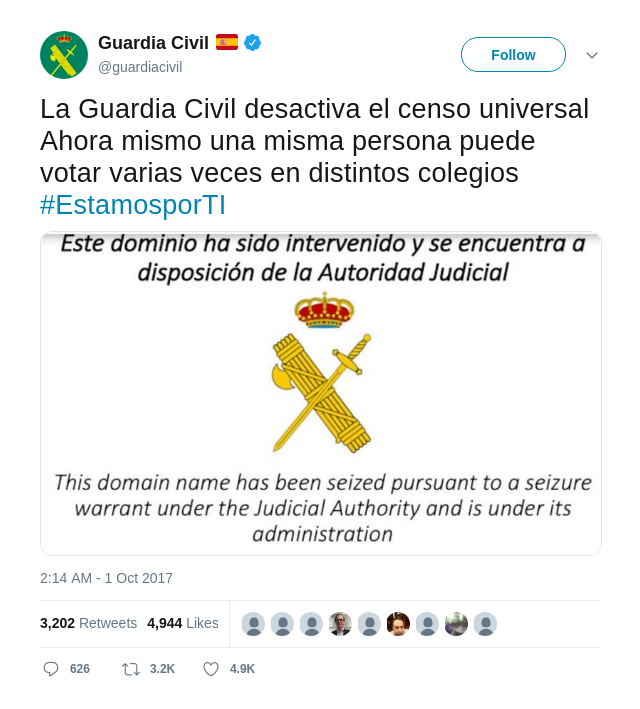 Guardia Civil
@guardiacivil
Follow
La Guardia Civil desactiva el censo universal
Ahora mismo una misma persona puede
votar varias veces en distintos colegios
#EstamosporTI
Este dominio ha sido intervenido y se encuentra a
disposición de la Autoridad Judicial
This domain name has been seized pursuant to a seizure
warrant under the Judicial Authority and is under its
administration
2:14 AM - 1 Oct 2017
3,202 Retweets 4,944 Likes
626 3.2K 4.9K